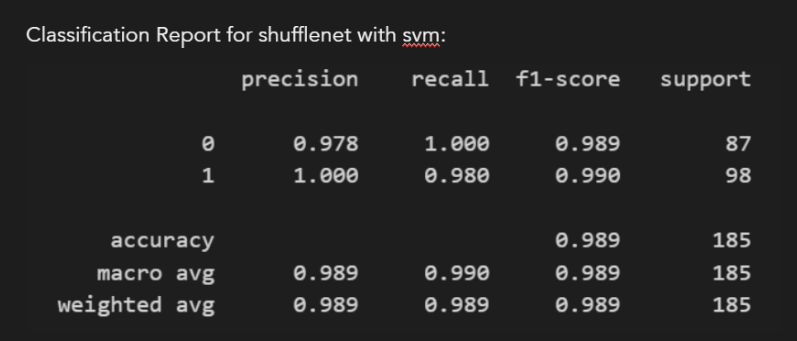 Classification Report for shufflenet with svm:
precision recall f1-score support
0 0.978 1.000 0.989 87
1 1.000 0.980 0.990 98
accuracy 0.989 185
macro avg 0.989 0.990 0.989 185
weighted avg 0.989 0.989 0.989 185